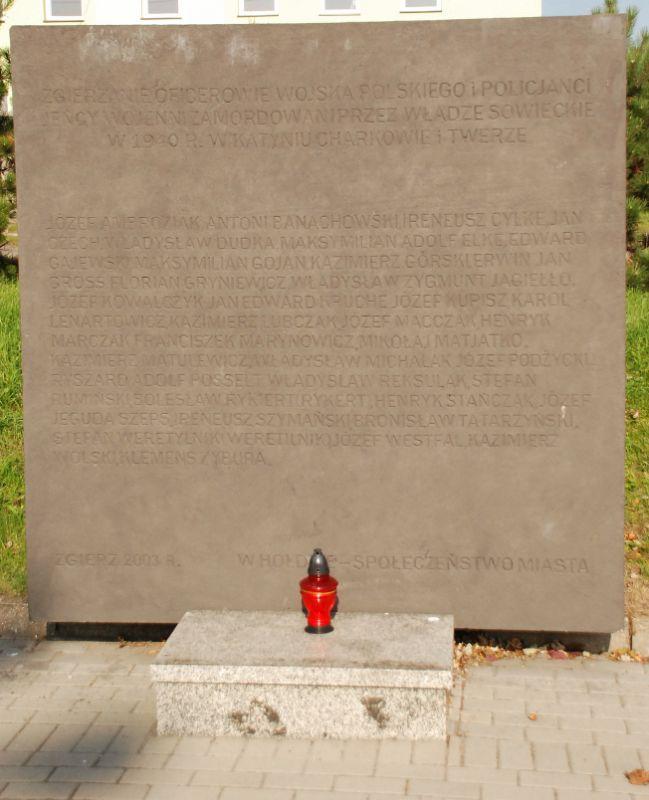 ZGIERZANIE OFICEROWIE WOJSKA POLSKIEGO I POLICJANCI
JEŃCY WOJENNI ZAMORDOWANI PRZEZ WŁADZE SOWIECKIE
W 1940 R. W KATYNIU CHARKOWIE I TWERZE
JÓZEF AMBROZIAK, ANTONI BANACHOWSKI, IRENEUSZ CYLKE, JAN
CZECH, WŁADYSŁAW DUDKA, MAKSYMILIAN ADOLF ELKE, EDWARD
GAJEWSKI, MAKSYMILIAN GOJAN, KAZIMIERZ GÓRSKI, ERWIN JAN
GROSS, FLORIAN GRYNIEWICZ, WŁADYSŁAW ZYGMUNT JAGIEŁŁO,
JÓZEF KOWALCZYK, JAN EDWARD KRUCHE, JÓZEF KUPISZ, KAROL
LENARTOWICZ, KAZIMIERZ LUBCZAK, JÓZEF MACZAK, HENRYK
MARCZAK, FRANCISZEK MARYNOWICZ, MIKOŁAJ MATJATKO,
KAZIMIERZ MATULEWICZ, WŁADYSŁAW MICHALAK, JÓZEF PODŻYCKI,
RYSZARD ADOLF POSSELT, WŁADYSŁAW REKSULAK, STEFAN
RUMIŃSKI, BOLESŁAW RYKIERT (RYKERT), HENRYK STAŃCZAK, JÓZEF
JEGUDA SZEPS, IRENEUSZ SZYMAŃSKI, BRONISŁAW TATARZYŃSKI,
STEFAN WERETYLNIK (WERETILNIK), JÓZEF WESTFAL, KAZIMIERZ
WOLSKI, KLEMENS ZYBURA.
ZGIERZ 2003 R. W HOŁDZIE – SPOŁECZEŃSTWO MIASTA